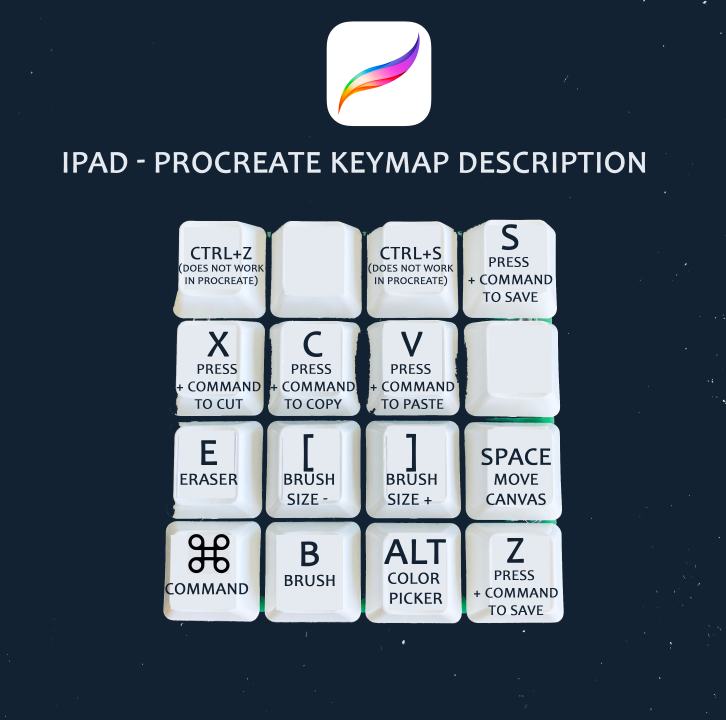 IPAD - PROCREATE KEYMAP DESCRIPTION
CTRL+Z
(DOES NOT WORK
IN PROCREATE)
CTRL+S
(DOES NOT WORK
IN PROCREATE)
S
PRESS
+ COMMAND
TO SAVE
X
PRESS
+ COMMAND
TO CUT
C
PRESS
+ COMMAND
TO COPY
V
PRESS
+ COMMAND
TO PASTE
E
ERASER
[
BRUSH
SIZE -
]
BRUSH
SIZE +
SPACE
MOVE
CANVAS
⌘
COMMAND
B
BRUSH
ALT
COLOR
PICKER
Z
PRESS
+ COMMAND
TO SAVE